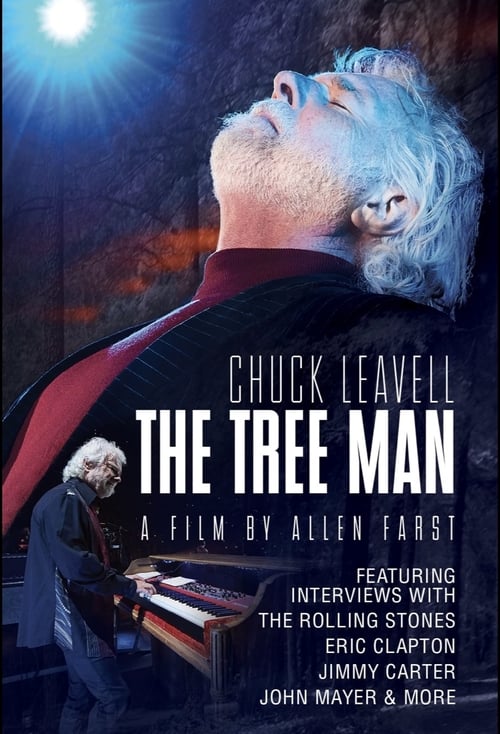 CHUCK LEAVELL
THE TREE MAN
A FILM BY ALLEN FARST
FEATURING
INTERVIEWS WITH
THE ROLLING STONES
ERIC CLAPTON
JIMMY CARTER
JOHN MAYER & MORE